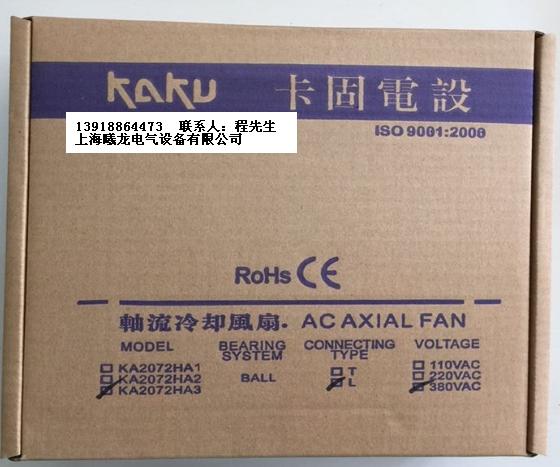 KAKU 卡固電設
13918864473 联系人：程先生
上海曦龙电气设备有限公司
ISO 9001:2000
RoHS CE
軸流冷却風扇. AC AXIAL FAN
MODEL BEARING SYSTEM CONNECTING TYPE VOLTAGE
KA2072HA1 T 110VAC
KA2072HA2 BALL L 220VAC
KA2072HA3 380VAC